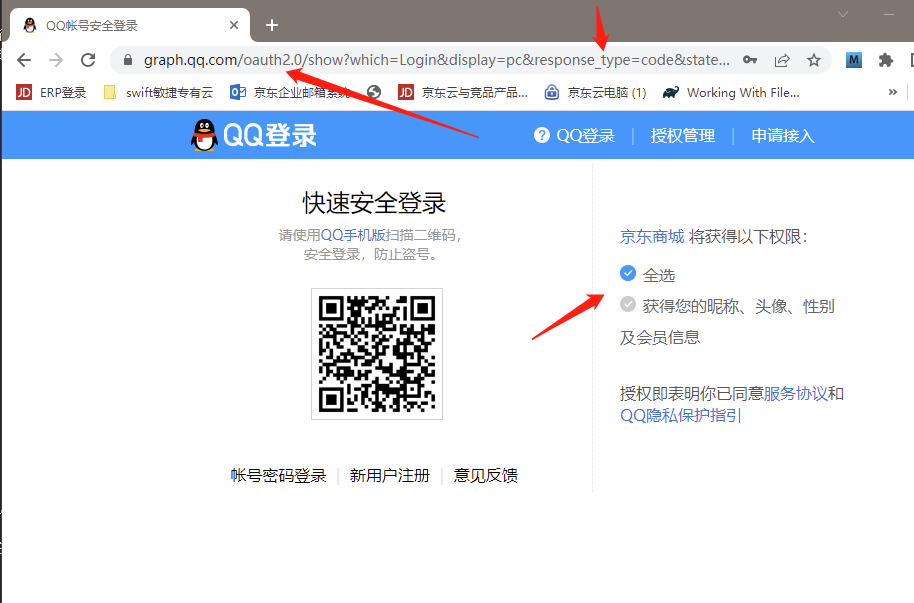 QQ帐号安全登录
graph.qq.com/oauth2.0/show?which=Login&display=pc&response_type=code&state...
M
JD ERP登录 swift敏捷专有云 京东企业邮箱系统 JD 京东云与竞品产品... 京东云电脑 (1) Working With File... »
QQ登录 QQ登录 授权管理 申请接入
快速安全登录
请使用QQ手机版扫描二维码，
安全登录，防止盗号。
京东商城 将获得以下权限：
全选
获得您的昵称、头像、性别
及会员信息
授权即表明你已同意服务协议和
QQ隐私保护指引
帐号密码登录 新用户注册 意见反馈